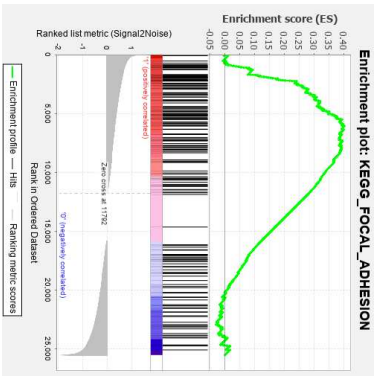 Enrichment plot: KEGG_FOCAL_ADHESION
Enrichment score (ES)
0.40
0.35
0.30
0.25
0.20
0.15
0.10
0.05
0.00
-0.05
Ranked list metric (Signal2Noise)
1
0
-1
-2
'1' (positively correlated)
Zero cross at 11792
'0' (negatively correlated)
0
5,000
10,000
15,000
20,000
25,000
Rank in Ordered Dataset
Enrichment profile
Hits
Ranking metric scores